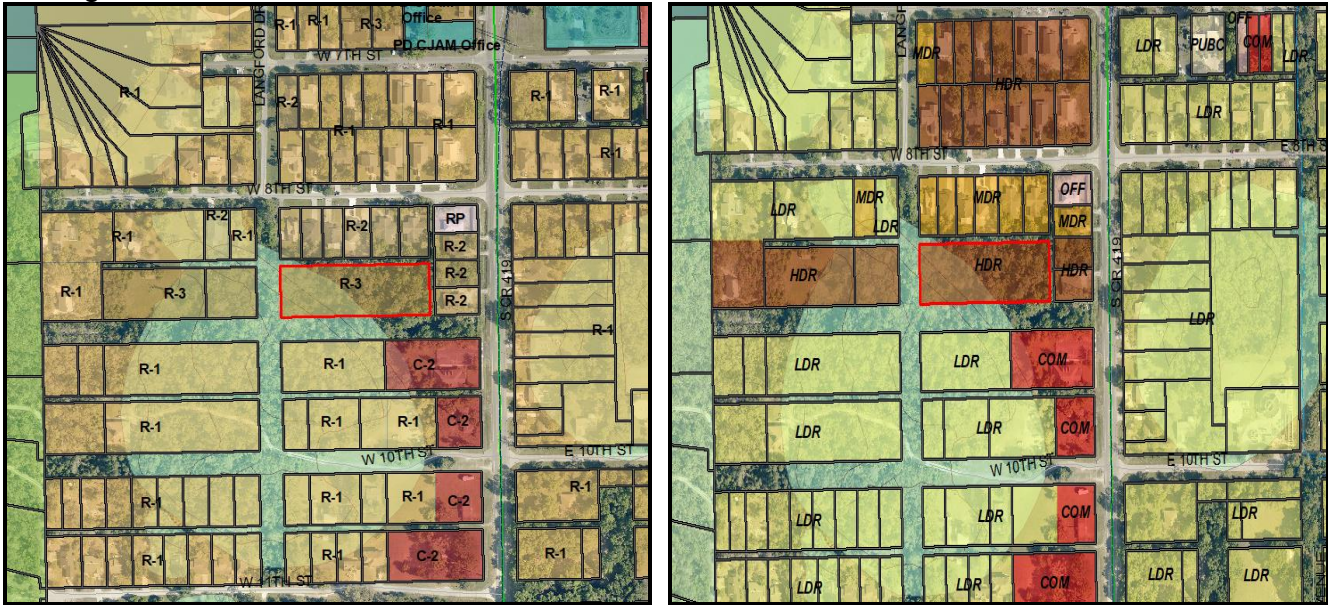 R-1
R-1
R-3
Office
PD CJAM Office
W 7TH ST
LANGFORD DR
R-1
R-2
R-1
R-1
R-1
R-1
R-1
W 8TH ST
R-1
R-2
R-1
R-2
RP
R-2
R-2
R-2
R-1
R-3
R-3
S CR 419
R-1
R-1
R-1
C-2
R-1
R-1
R-1
C-2
W 10TH ST
E 10TH ST
R-1
R-1
R-1
C-2
R-1
R-1
R-1
C-2
R-1
W 11TH ST
MDR
HDR
LDR
PUBC
OFF
COM
LDR
LDR
W 8TH ST
LDR
MDR
LDR
MDR
OFF
MDR
HDR
HDR
HDR
S CR 419
LDR
LDR
LDR
COM
LDR
LDR
COM
W 10TH ST
E 10TH ST
LDR
LDR
COM
LDR
LDR
LDR
COM
LDR
LDR